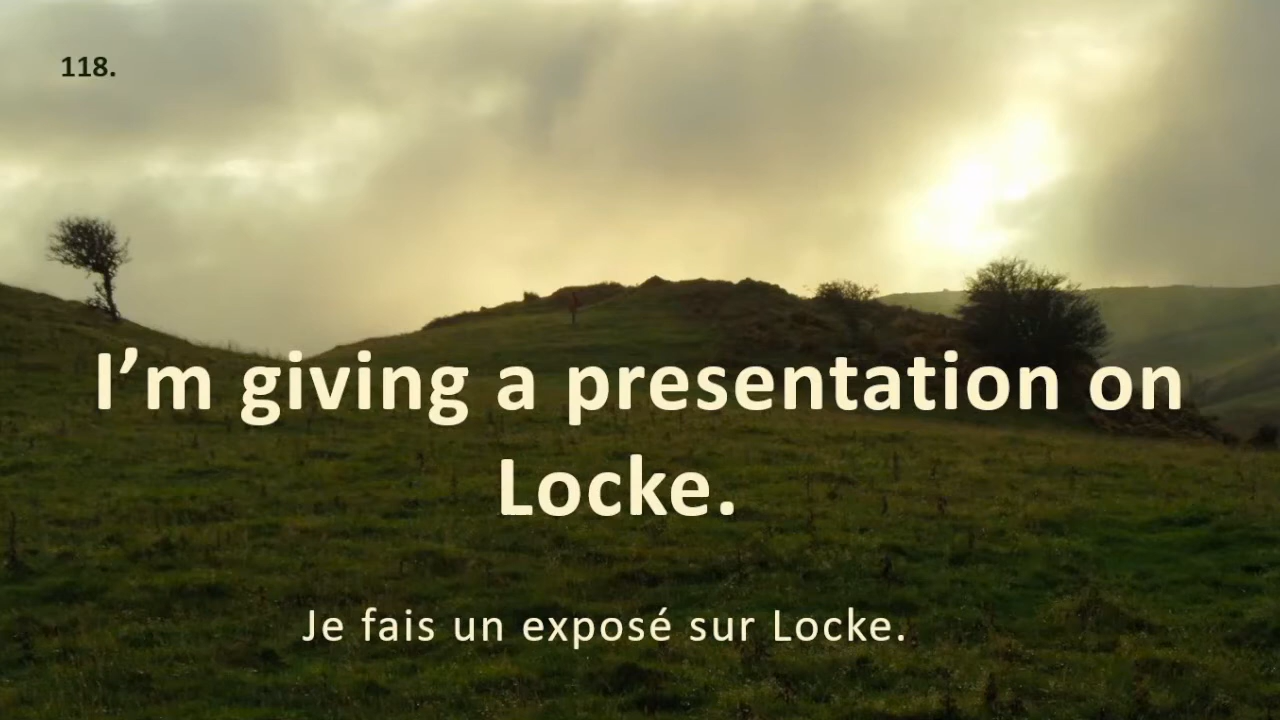 118.
I’m giving a presentation on
Locke.
Je fais un exposé sur Locke.